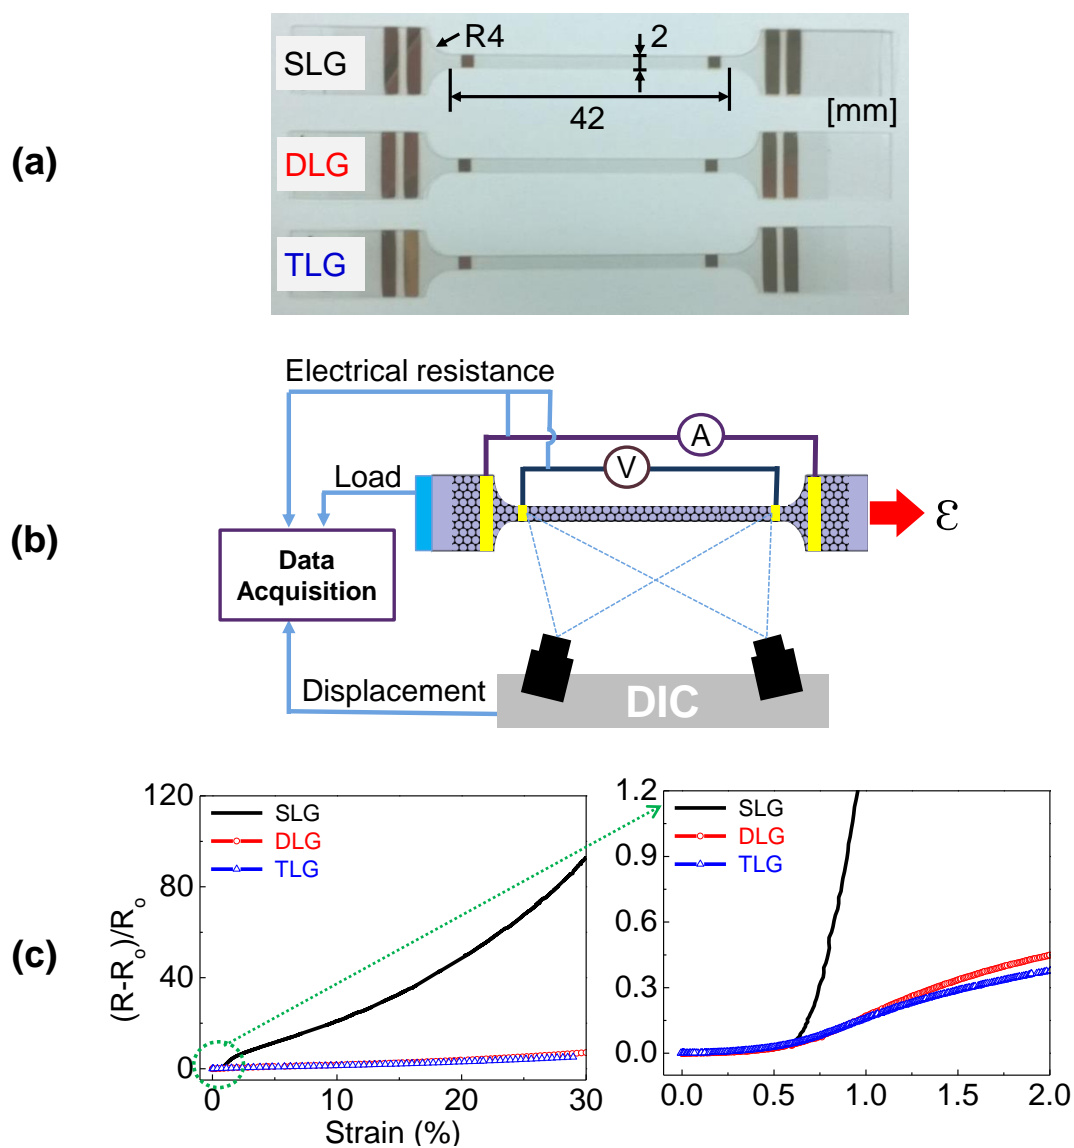 (a)
SLG
R4
2
42
[mm]
DLG
TLG
(b)
Electrical resistance
Load
A
V
ε
Data
Acquisition
Displacement
DIC
(c)
(R-Rₒ)/Rₒ
120
80
40
0
SLG
DLG
TLG
0
10
20
30
Strain (%)
1.2
0.9
0.6
0.3
0.0
SLG
DLG
TLG
0.0
0.5
1.0
1.5
2.0